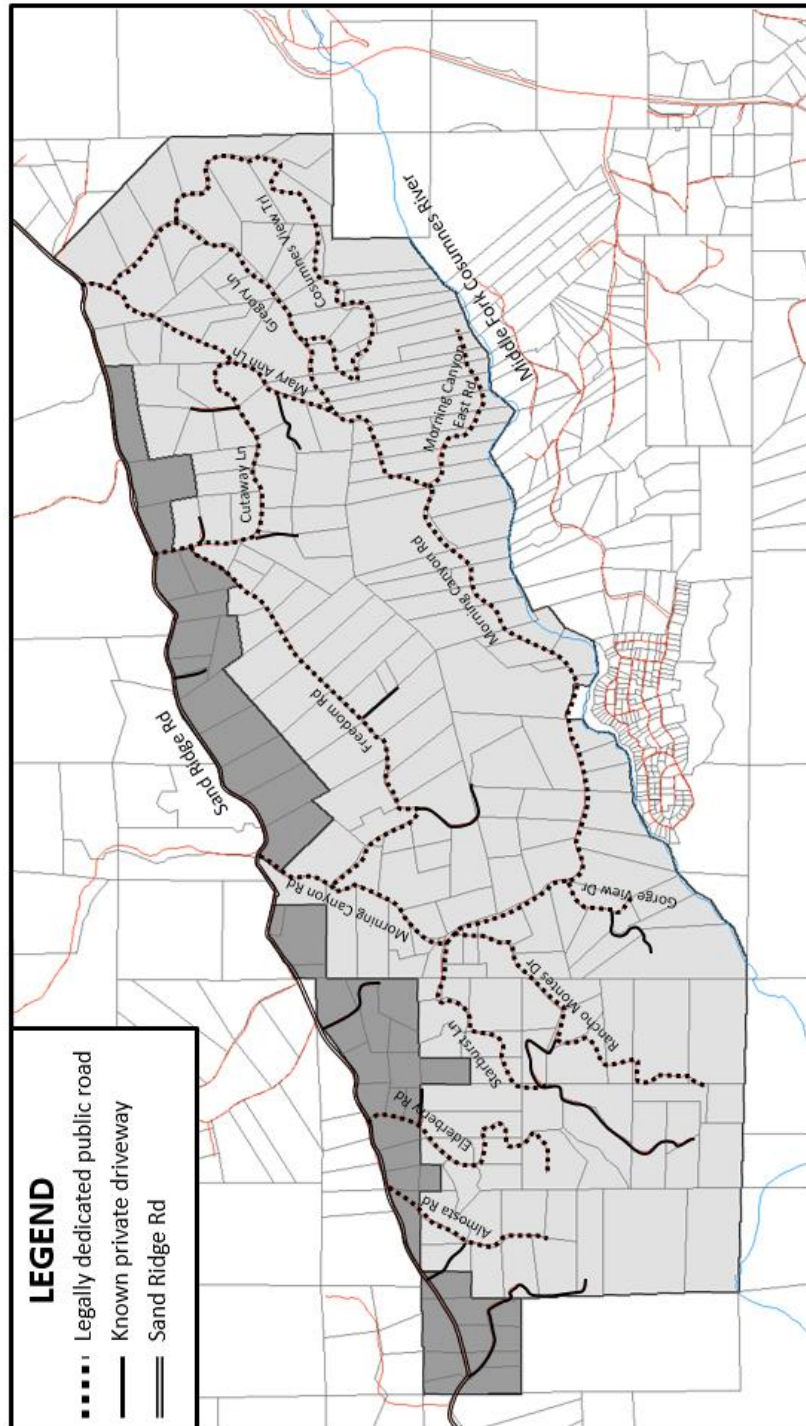 LEGEND
Legally dedicated public road
Known private driveway
Sand Ridge Rd
Sand Ridge Rd
Middle Fork Cosumnes River
Cosumnes View Trl
Gregory Ln
Mary Ann Ln
Morning Canyon
East Rd
Cutaway Ln
Morning Canyon Rd
Freedom Rd
Morning Canyon Rd
Gorge View Dr
Rancho Montes Dr
Starburst Ln
Elderberry Rd
Almosta Rd